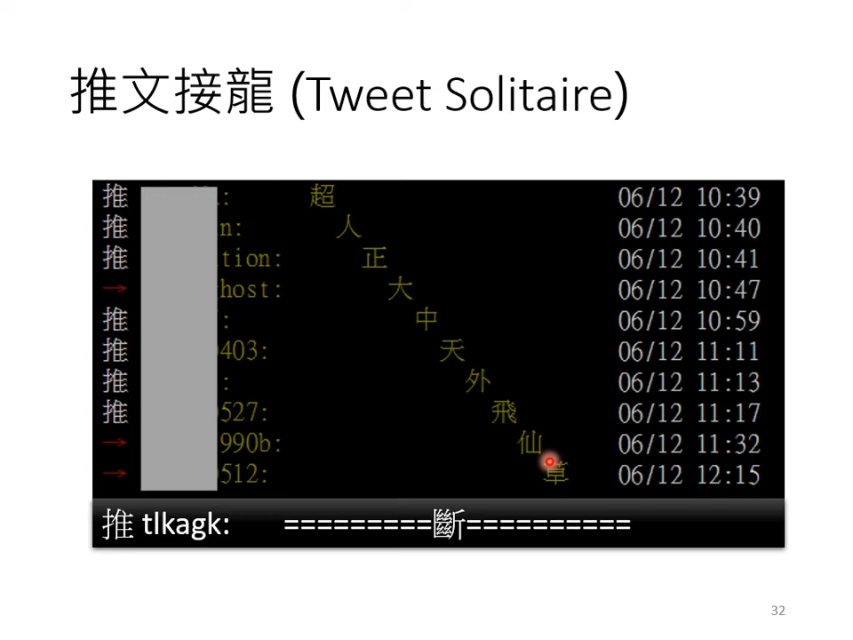 推文接龍 (Tweet Solitaire)
推 : 超 06/12 10:39
推 n: 人 06/12 10:40
推 tion: 正 06/12 10:41
→ host: 大 06/12 10:47
推 : 中 06/12 10:59
推 0403: 天 06/12 11:11
推 : 外 06/12 11:13
推 0527: 飛 06/12 11:17
→ 990b: 仙 06/12 11:32
→ 0512: 草 06/12 12:15
推 tlkagk: =========斷==========
32